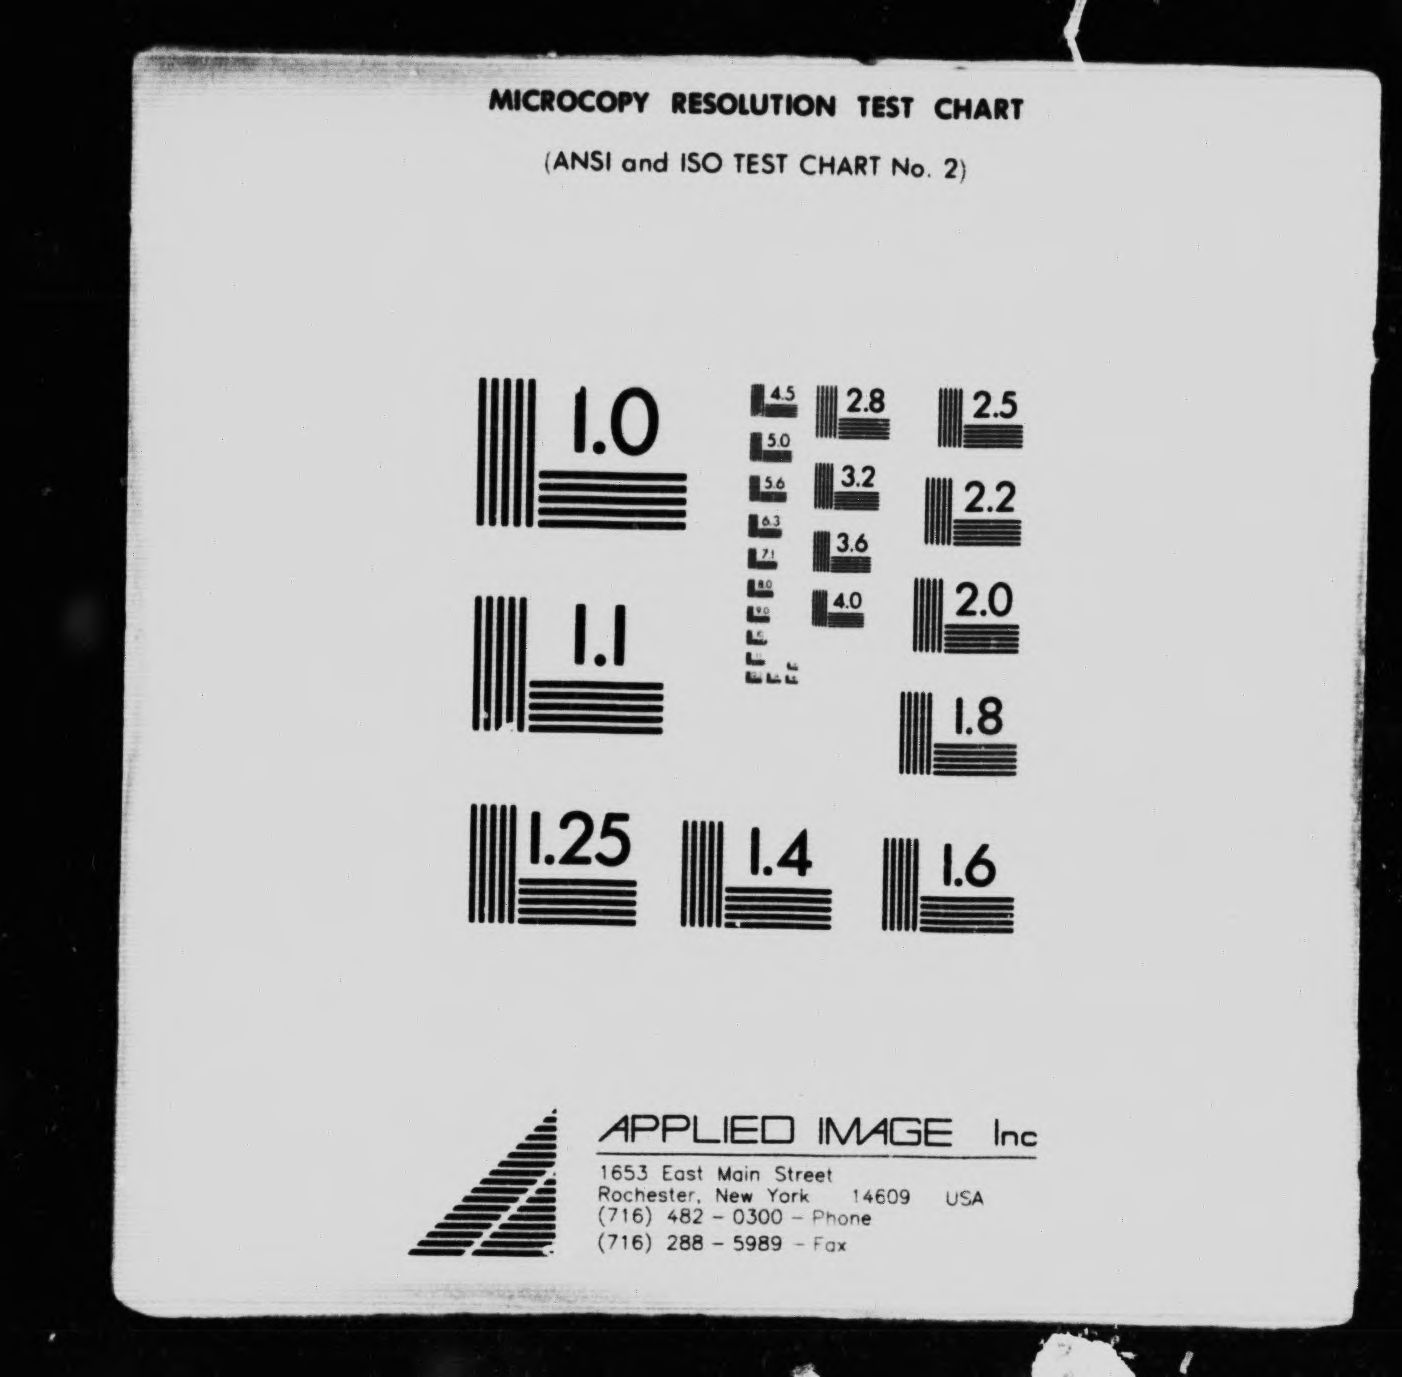 MICROCOPY RESOLUTION TEST CHART
(ANSI and ISO TEST CHART No. 2)
1.0
1.1
1.25
1.4
1.6
1.8
2.0
2.2
2.5
2.8
3.2
3.6
4.0
4.5
5.0
5.6
6.3
7.1
8.0
9.0
APPLIED IMAGE Inc
1653 East Main Street
Rochester, New York 14609 USA
(716) 482 - 0300 - Phone
(716) 288 - 5989 - Fax